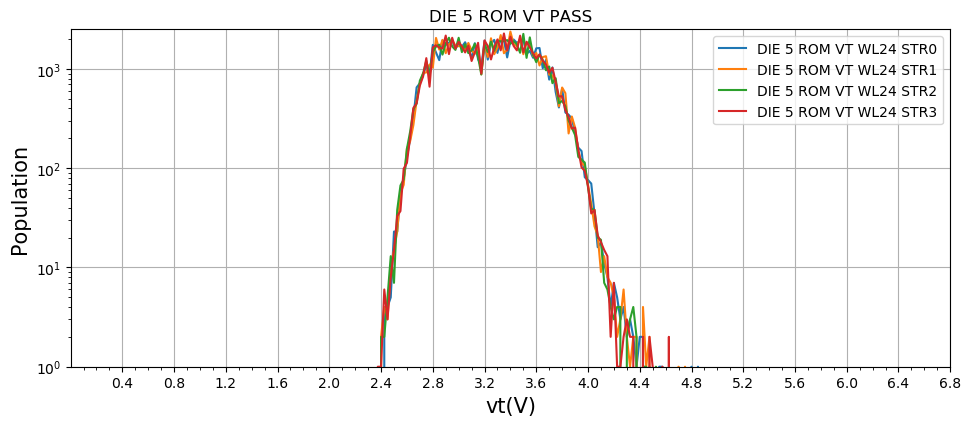 DIE 5 ROM VT PASS
DIE 5 ROM VT WL24 STR0
DIE 5 ROM VT WL24 STR1
DIE 5 ROM VT WL24 STR2
DIE 5 ROM VT WL24 STR3
Population
10³
10²
10¹
10⁰
0.4 0.8 1.2 1.6 2.0 2.4 2.8 3.2 3.6 4.0 4.4 4.8 5.2 5.6 6.0 6.4 6.8
vt(V)